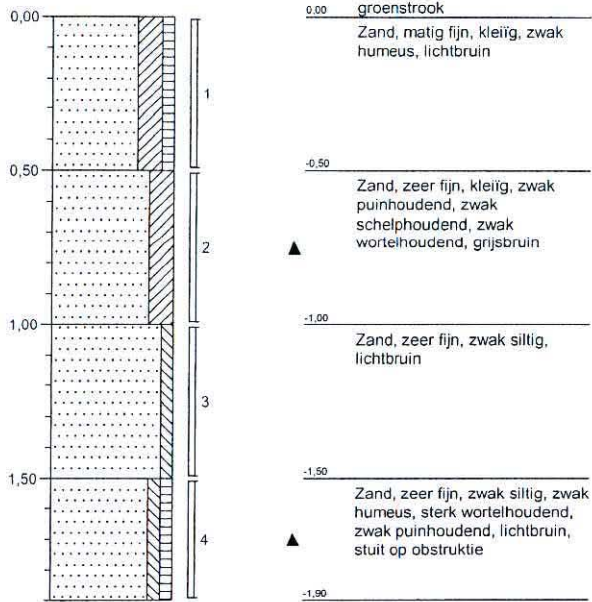 groenstrook
0,00
0.00
Zand, matig fijn, kleiïg, zwak
humeus, lichtbruin
1
0,50
-0,50
Zand, zeer fijn, kleiïg, zwak
puinhoudend, zwak
schelphoudend, zwak
wortelhoudend, grijsbruin
2
1,00
-1,00
Zand, zeer fijn, zwak siltig,
lichtbruin
3
1,50
-1,50
Zand, zeer fijn, zwak siltig, zwak
humeus, sterk wortelhoudend,
zwak puinhoudend, lichtbruin,
stuit op obstruktie
4
-1,90